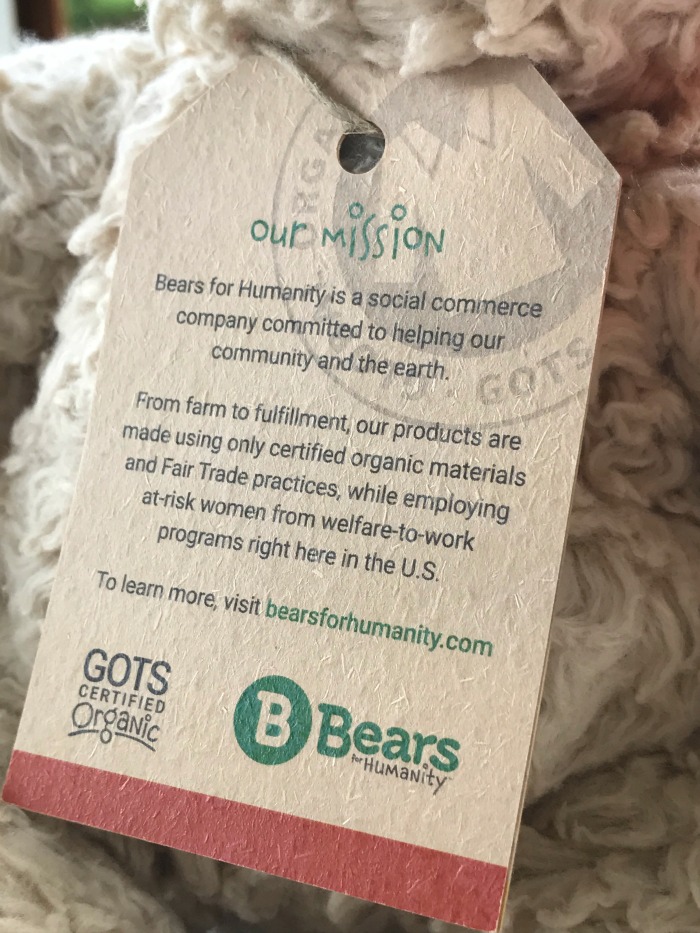 our mission
Bears for Humanity is a social commerce
company committed to helping our
community and the earth.
From farm to fulfillment, our products are
made using only certified organic materials
and Fair Trade practices, while employing
at-risk women from welfare-to-work
programs right here in the U.S.
To learn more, visit bearsforhumanity.com
GOTS
CERTIFIED
Organic
B Bears
for Humanity
GOTS